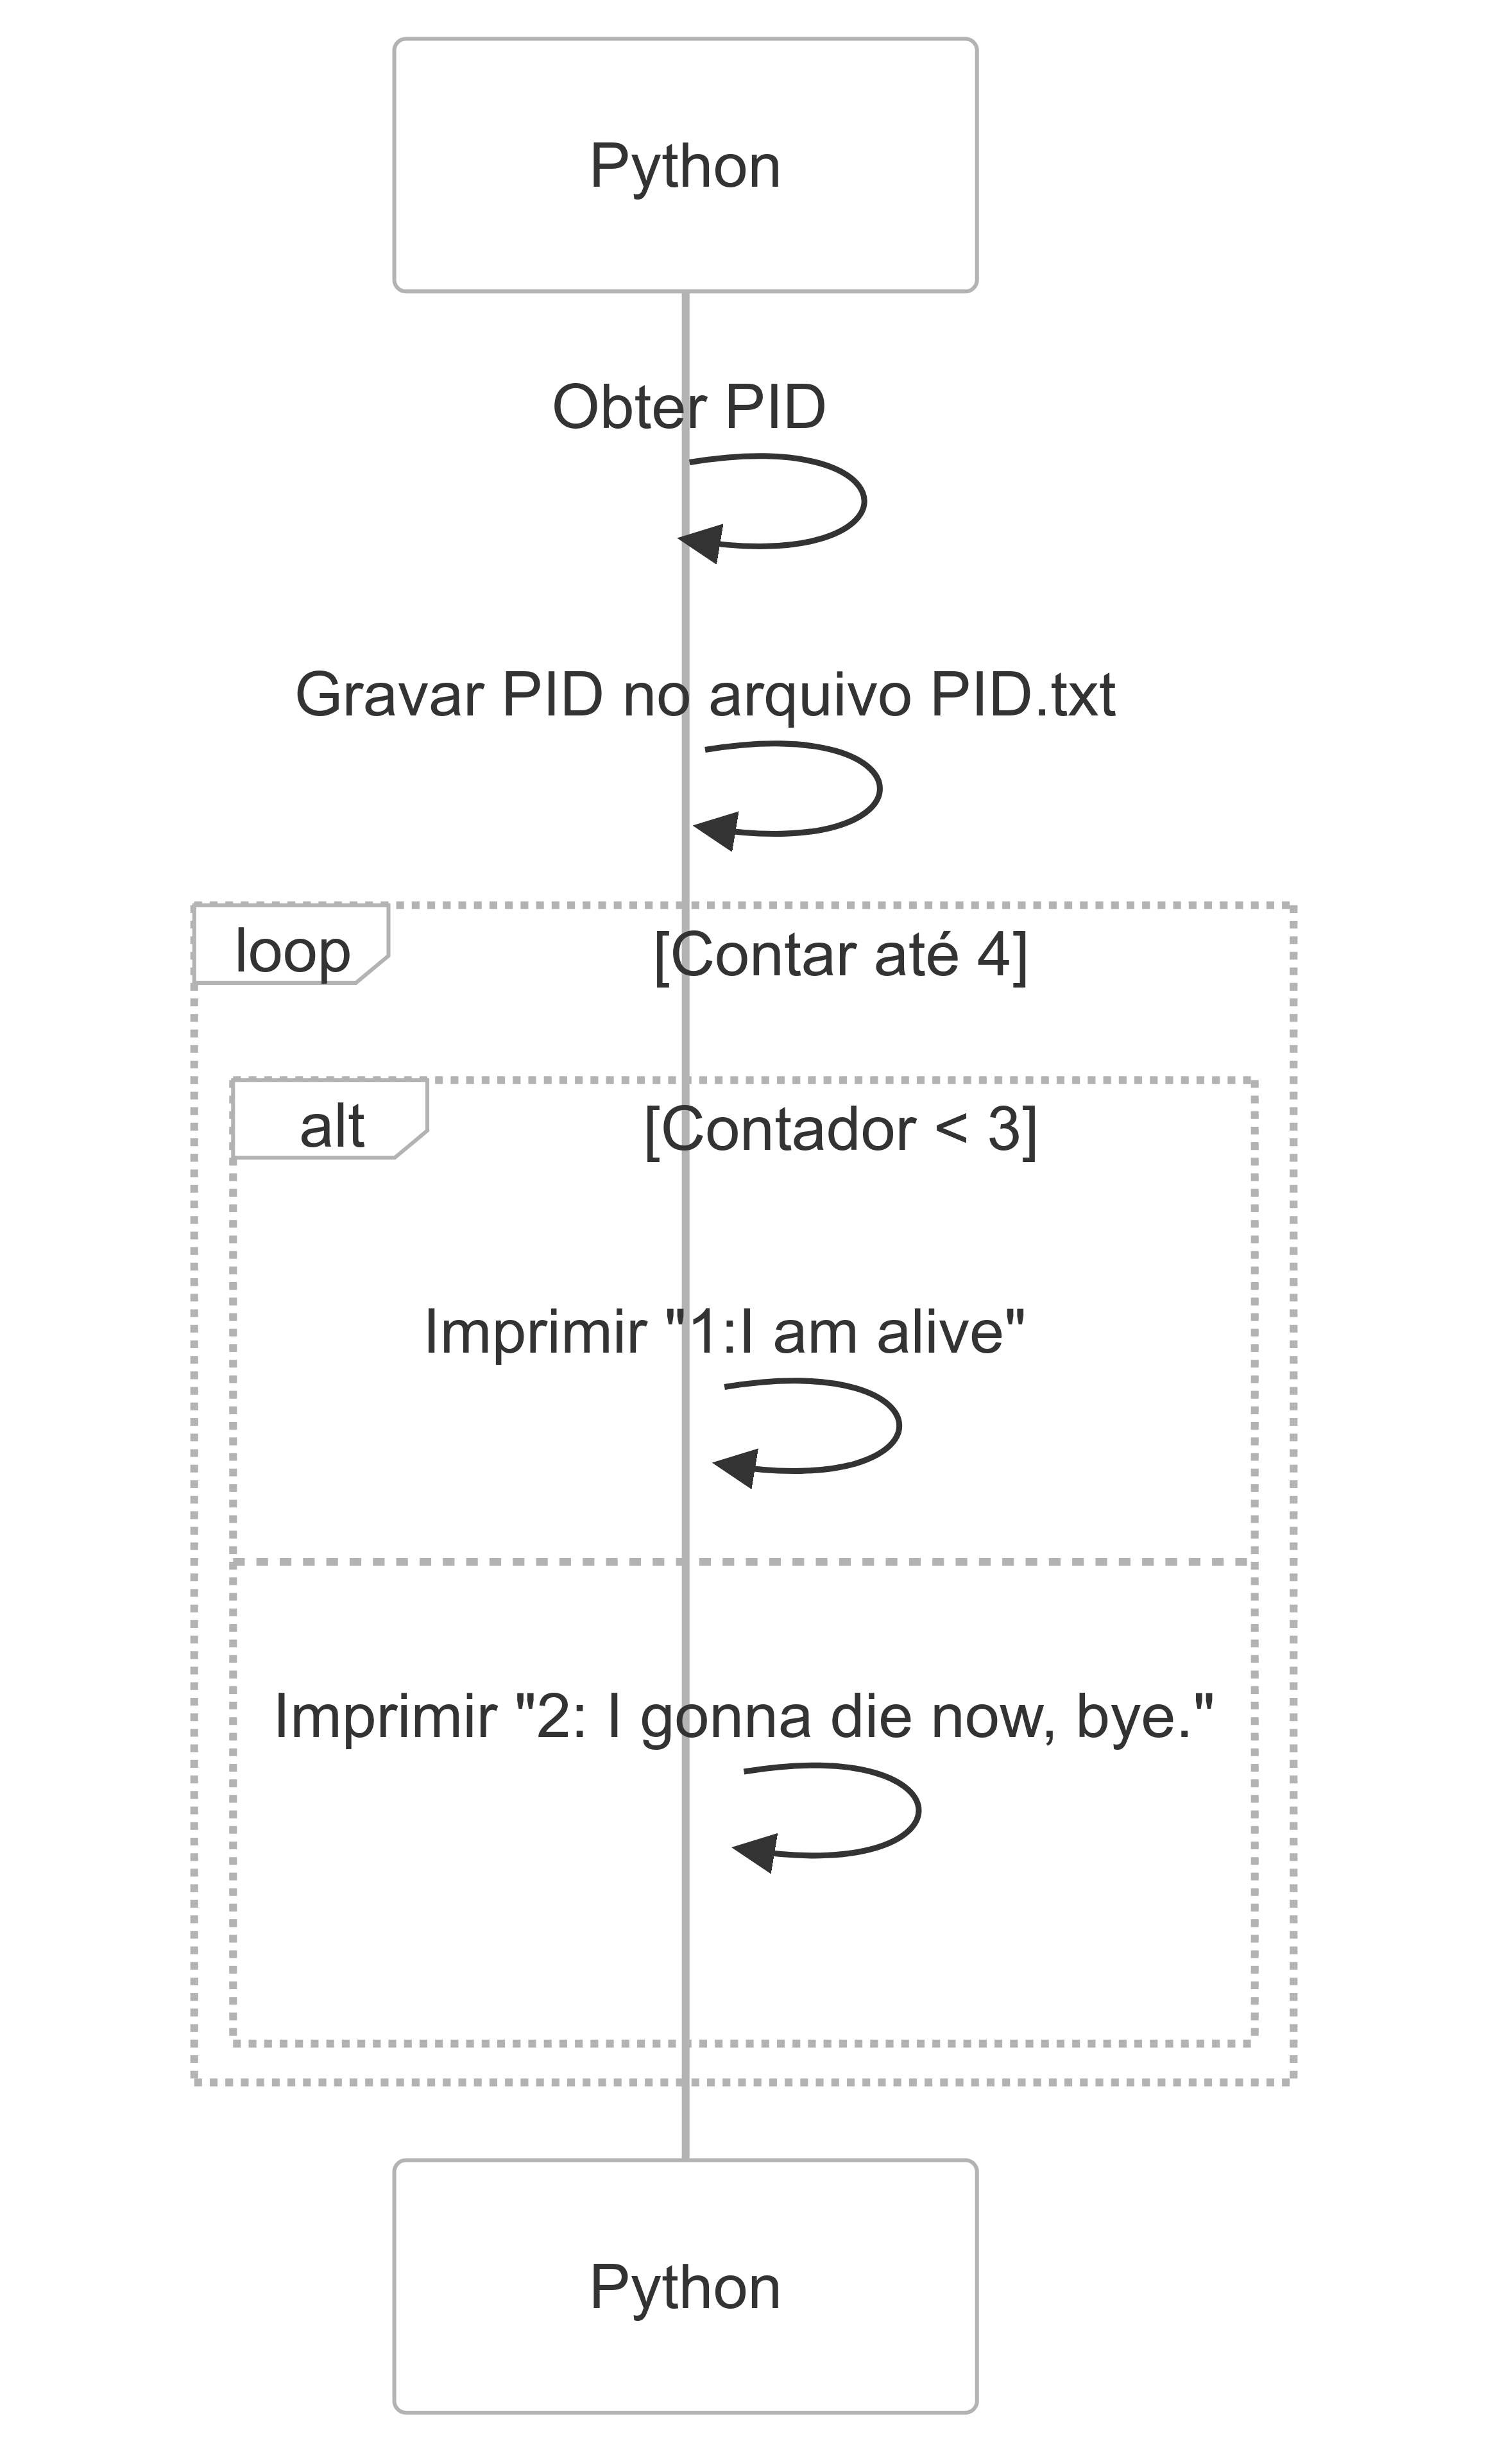 Python
Obter PID
Gravar PID no arquivo PID.txt
loop
[Contar até 4]
alt
[Contador < 3]
Imprimir "1:I am alive"
Imprimir "2: I gonna die now, bye."
Python